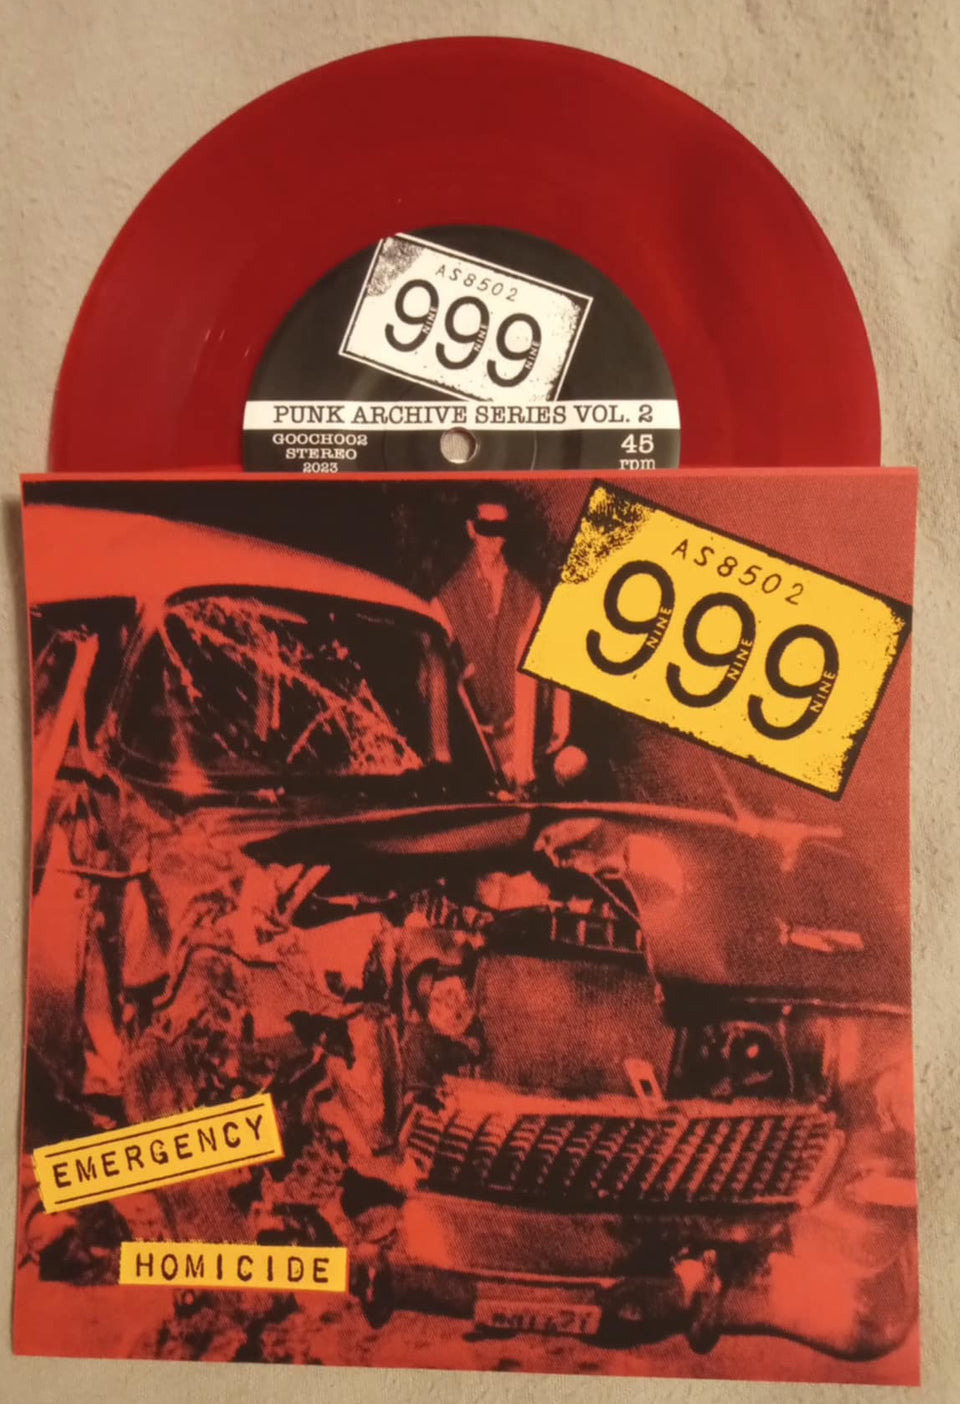 AS8502
999
NINE NINE NINE
PUNK ARCHIVE SERIES VOL. 2
GOOCH002
STEREO
2023
45
rpm
AS8502
999
NINE NINE NINE
EMERGENCY
HOMICIDE